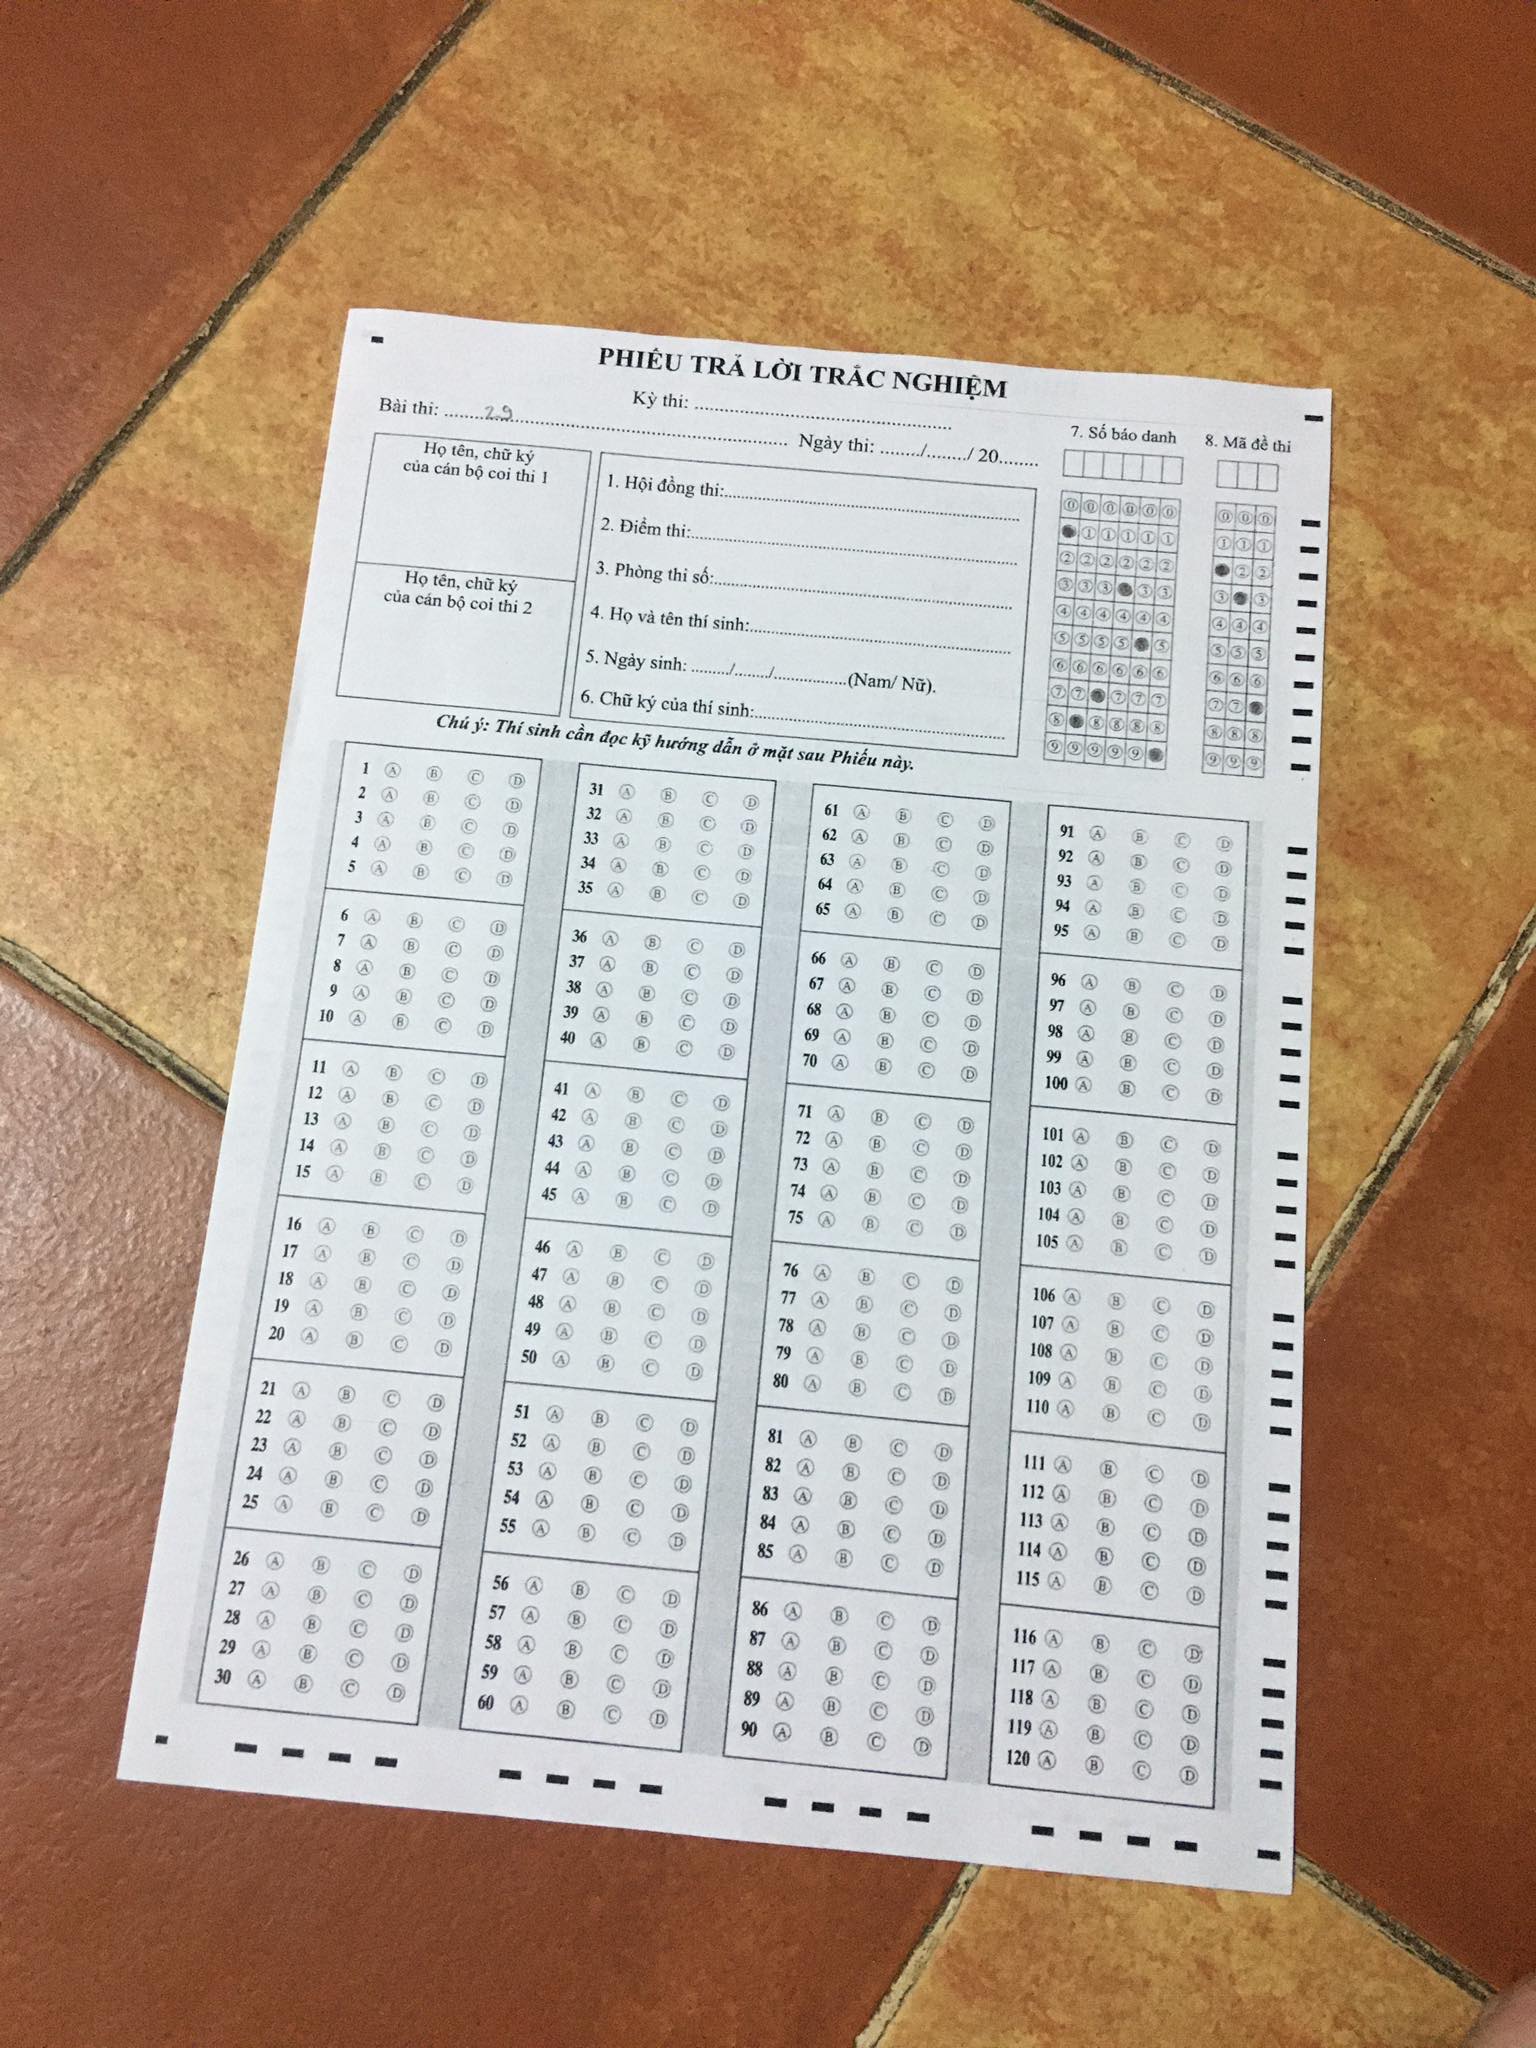 PHIẾU TRẢ LỜI TRẮC NGHIỆM
Kỳ thi: ................................................
Bài thi: ........29................................................ Ngày thi: ......../......../ 20........
7. Số báo danh
8. Mã đề thi
Họ tên, chữ ký
của cán bộ coi thi 1
Họ tên, chữ ký
của cán bộ coi thi 2
1. Hội đồng thi:................................................
2. Điểm thi:................................................
3. Phòng thi số:................................................
4. Họ và tên thí sinh:................................................
5. Ngày sinh: ......../......../................(Nam/ Nữ).
6. Chữ ký của thí sinh:................................................
0 0 0 0 0 0
1 1 1 1 1
2 2 2 2 2 2
3 3 3 3 3
4 4 4 4 4 4
5 5 5 5 5
6 6 6 6 6 6
7 7 7 7 7
8 8 8 8 8
9 9 9 9 9
0 0 0
1 1 1
2 2
3 3
4 4 4
5 5 5
6 6 6
7 7
8 8 8
9 9 9
Chú ý: Thí sinh cần đọc kỹ hướng dẫn ở mặt sau Phiếu này.
1 A B C D
2 A B C D
3 A B C D
4 A B C D
5 A B C D
6 A B C D
7 A B C D
8 A B C D
9 A B C D
10 A B C D
11 A B C D
12 A B C D
13 A B C D
14 A B C D
15 A B C D
16 A B C D
17 A B C D
18 A B C D
19 A B C D
20 A B C D
21 A B C D
22 A B C D
23 A B C D
24 A B C D
25 A B C D
26 A B C D
27 A B C D
28 A B C D
29 A B C D
30 A B C D
31 A B C D
32 A B C D
33 A B C D
34 A B C D
35 A B C D
36 A B C D
37 A B C D
38 A B C D
39 A B C D
40 A B C D
41 A B C D
42 A B C D
43 A B C D
44 A B C D
45 A B C D
46 A B C D
47 A B C D
48 A B C D
49 A B C D
50 A B C D
51 A B C D
52 A B C D
53 A B C D
54 A B C D
55 A B C D
56 A B C D
57 A B C D
58 A B C D
59 A B C D
60 A B C D
61 A B C D
62 A B C D
63 A B C D
64 A B C D
65 A B C D
66 A B C D
67 A B C D
68 A B C D
69 A B C D
70 A B C D
71 A B C D
72 A B C D
73 A B C D
74 A B C D
75 A B C D
76 A B C D
77 A B C D
78 A B C D
79 A B C D
80 A B C D
81 A B C D
82 A B C D
83 A B C D
84 A B C D
85 A B C D
86 A B C D
87 A B C D
88 A B C D
89 A B C D
90 A B C D
91 A B C D
92 A B C D
93 A B C D
94 A B C D
95 A B C D
96 A B C D
97 A B C D
98 A B C D
99 A B C D
100 A B C D
101 A B C D
102 A B C D
103 A B C D
104 A B C D
105 A B C D
106 A B C D
107 A B C D
108 A B C D
109 A B C D
110 A B C D
111 A B C D
112 A B C D
113 A B C D
114 A B C D
115 A B C D
116 A B C D
117 A B C D
118 A B C D
119 A B C D
120 A B C D